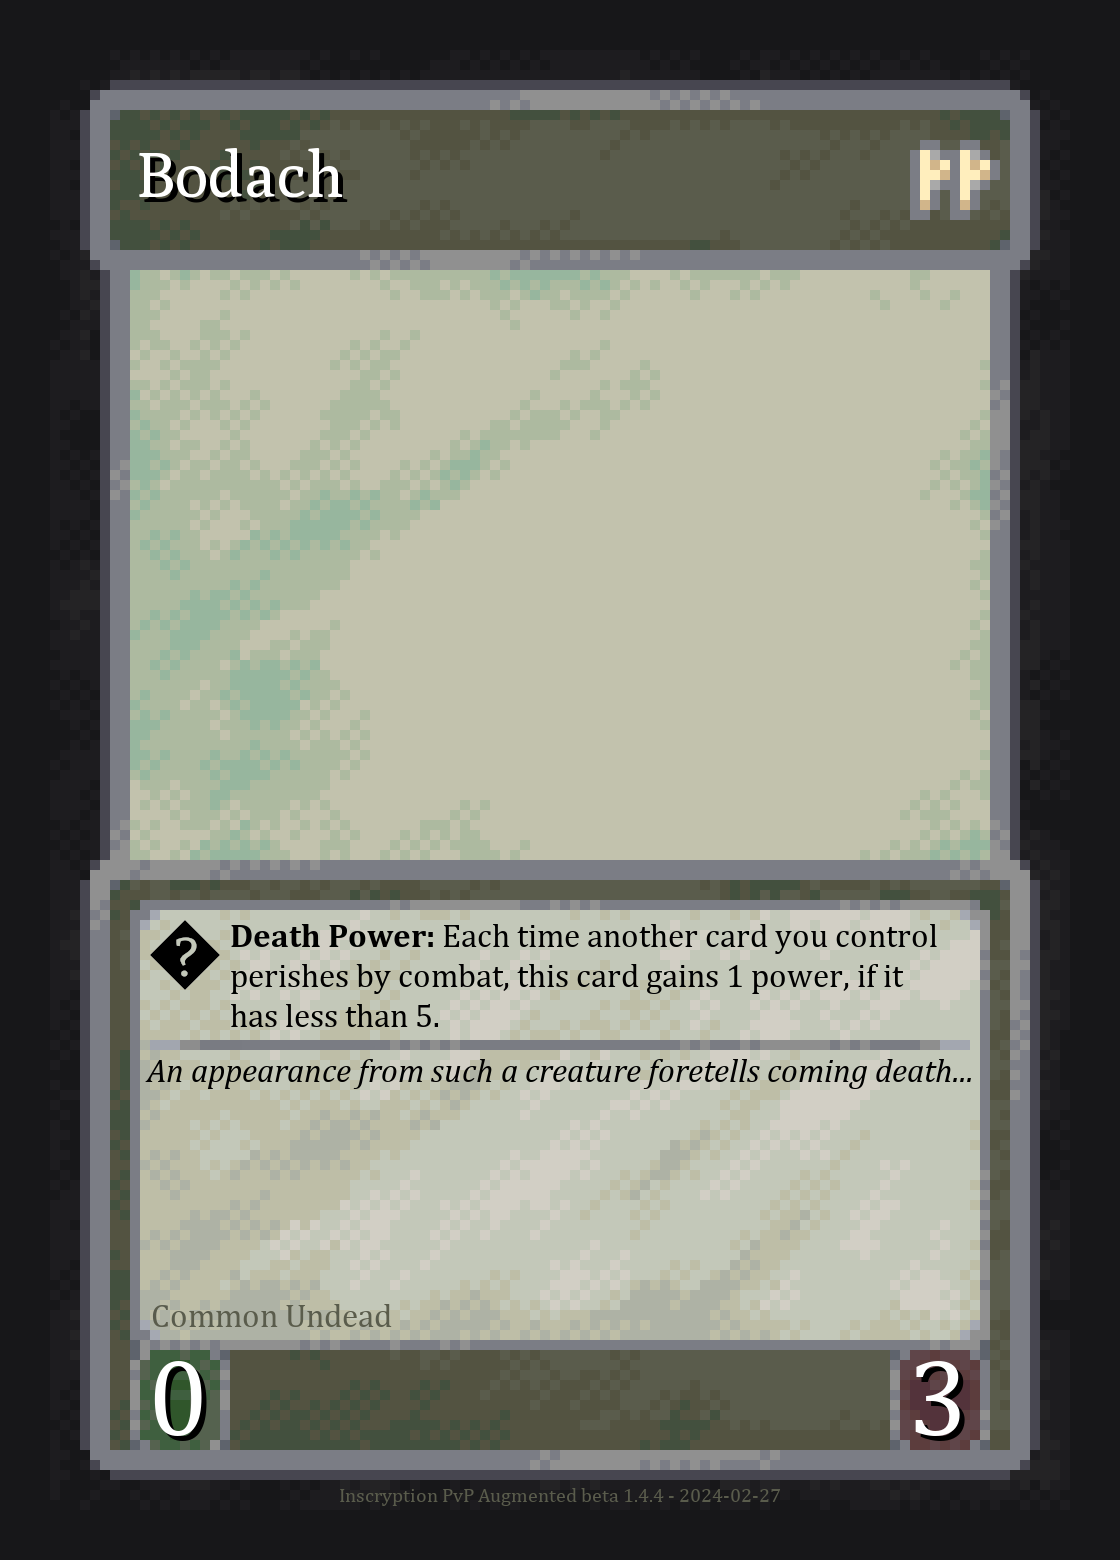 Bodach
?
Death Power: Each time another card you control
perishes by combat, this card gains 1 power, if it
has less than 5.
An appearance from such a creature foretells coming death...
Common Undead
0
3
Inscryption PvP Augmented beta 1.4.4 - 2024-02-27